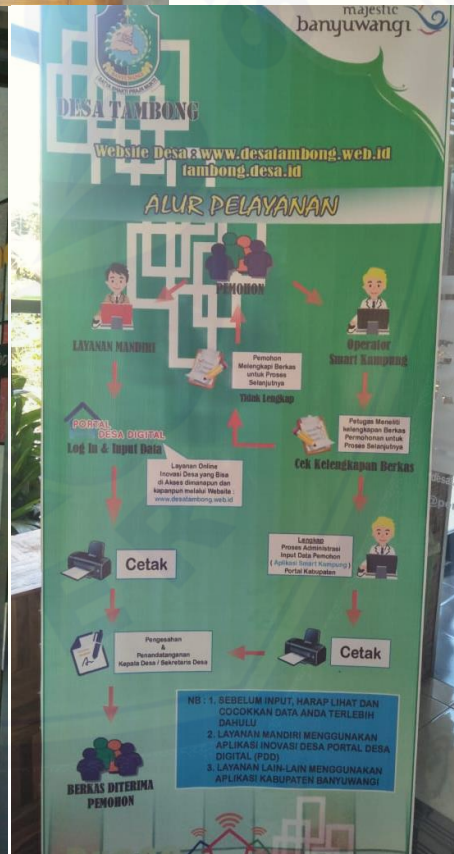 majestic
banyuwangi
DESA TAMBONG
Website Desa : www.desatambong.web.id
tambong.desa.id
ALUR PELAYANAN
PEMOHON
LAYANAN MANDIRI
Operator
Smart Kampung
Pemohon
Melengkapi Berkas
untuk Proses
Selanjutnya
Tidak Lengkap
PORTAL
DESA DIGITAL
Log In & Input Data
Petugas Meneliti
kelengkapan Berkas
Permohonan untuk
Proses Selanjutnya
Cek Kelengkapan Berkas
Layanan Online
Inovasi Desa yang Bisa
di Akses dimanapun dan
kapanpun melalui Website :
www.desatambong.web.id
Lengkap
Proses Administrasi
Input Data Pemohon
( Aplikasi Smart Kampung )
Portal Kabupaten
Cetak
Pengesahan
&
Penandatanganan
Kapala Desa / Sekretaris Desa
Cetak
BERKAS DITERIMA
PEMOHON
NB : 1. SEBELUM INPUT, HARAP LIHAT DAN
COCOKKAN DATA ANDA TERLEBIH
DAHULU
2. LAYANAN MANDIRI MENGGUNAKAN
APLIKASI INOVASI DESA PORTAL DESA
DIGITAL (PDD)
3. LAYANAN LAIN-LAIN MENGGUNAKAN
APLIKASI KABUPATEN BANYUWANGI